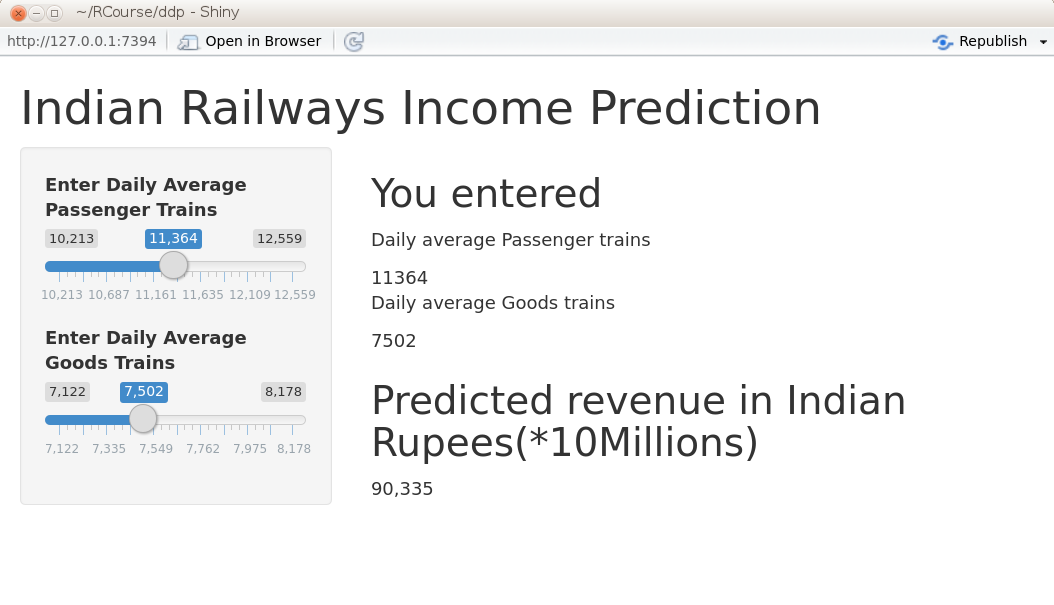 ~/RCourse/ddp - Shiny
http://127.0.0.1:7394 Open in Browser Republish
Indian Railways Income Prediction
Enter Daily Average
Passenger Trains
10,213 11,364 12,559
10,213 10,687 11,161 11,635 12,109 12,559
Enter Daily Average
Goods Trains
7,122 7,502 8,178
7,122 7,335 7,549 7,762 7,975 8,178
You entered
Daily average Passenger trains
11364
Daily average Goods trains
7502
Predicted revenue in Indian
Rupees(*10Millions)
90,335